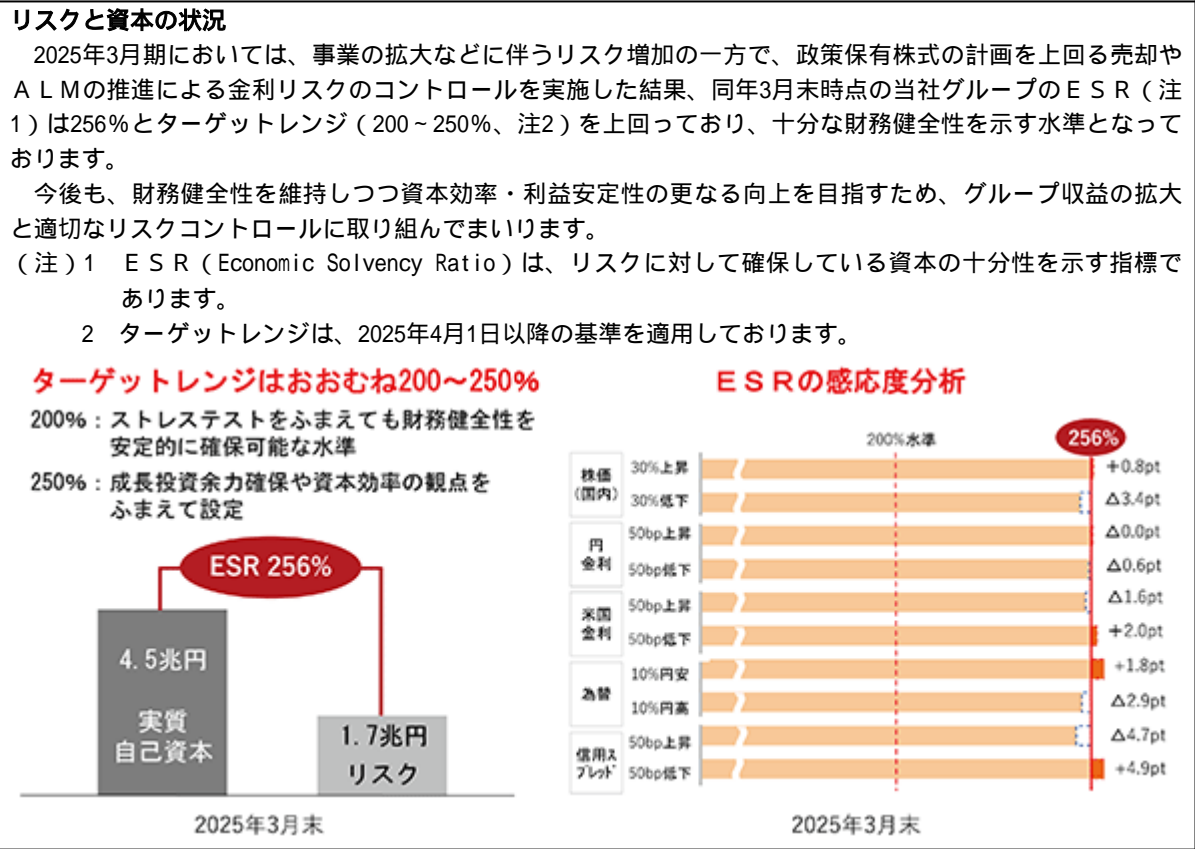 リスクと資本の状況
2025年3月期においては、事業の拡大などに伴うリスク増加の一方で、政策保有株式の計画を上回る売却や
ＡＬＭの推進による金利リスクのコントロールを実施した結果、同年3月末時点の当社グループのＥＳＲ（注
1）は256％とターゲットレンジ（200～250％、注2）を上回っており、十分な財務健全性を示す水準となって
おります。
今後も、財務健全性を維持しつつ資本効率・利益安定性の更なる向上を目指すため、グループ収益の拡大
と適切なリスクコントロールに取り組んでまいります。
（注）1　ＥＳＲ（Economic Solvency Ratio）は、リスクに対して確保している資本の十分性を示す指標で
あります。
2　ターゲットレンジは、2025年4月1日以降の基準を適用しております。
ターゲットレンジはおおむね200～250％
200％：ストレステストをふまえても財務健全性を
安定的に確保可能な水準
250％：成長投資余力確保や資本効率の観点を
ふまえて設定
ESR 256％
4.5兆円
実質
自己資本
1.7兆円
リスク
2025年3月末
ＥＳＲの感応度分析
200％水準
256％
株価
（国内）
30％上昇
+0.8pt
30％低下
△3.4pt
円
金利
50bp上昇
△0.0pt
50bp低下
△0.6pt
米国
金利
50bp上昇
△1.6pt
50bp低下
+2.0pt
為替
10％円安
+1.8pt
10％円高
△2.9pt
信用ス
プレッド
50bp上昇
△4.7pt
50bp低下
+4.9pt
2025年3月末